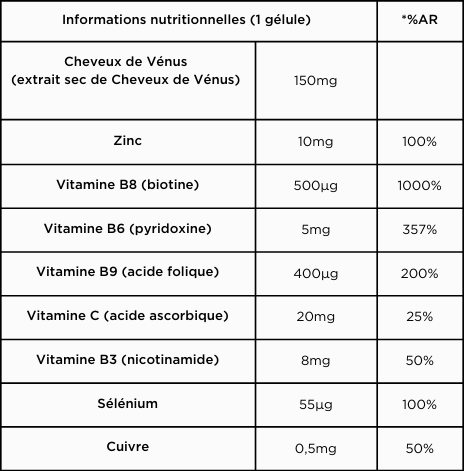 Informations nutritionnelles (1 gélule) *%AR
Cheveux de Vénus
(extrait sec de Cheveux de Vénus) 150mg
Zinc 10mg 100%
Vitamine B8 (biotine) 500µg 1000%
Vitamine B6 (pyridoxine) 5mg 357%
Vitamine B9 (acide folique) 400µg 200%
Vitamine C (acide ascorbique) 20mg 25%
Vitamine B3 (nicotinamide) 8mg 50%
Sélénium 55µg 100%
Cuivre 0,5mg 50%